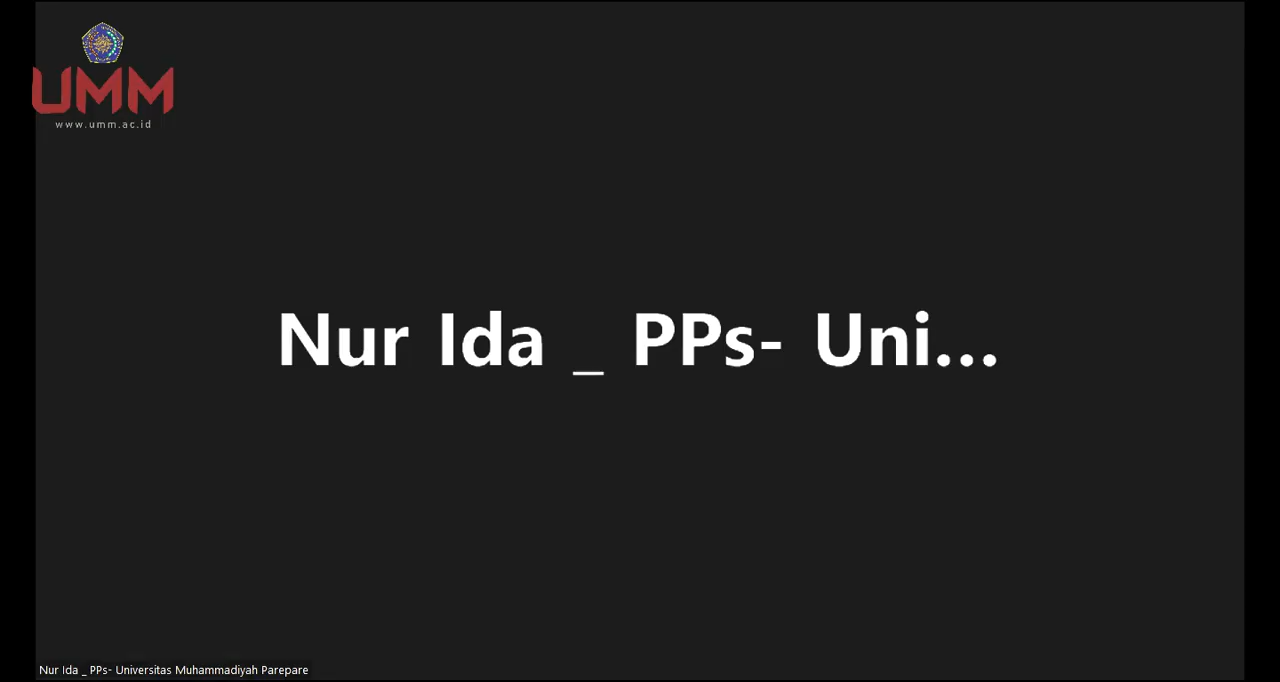 UMM
www.umm.ac.id
Nur Ida _ PPs- Uni...
Nur Ida _ PPs- Universitas Muhammadiyah Parepare